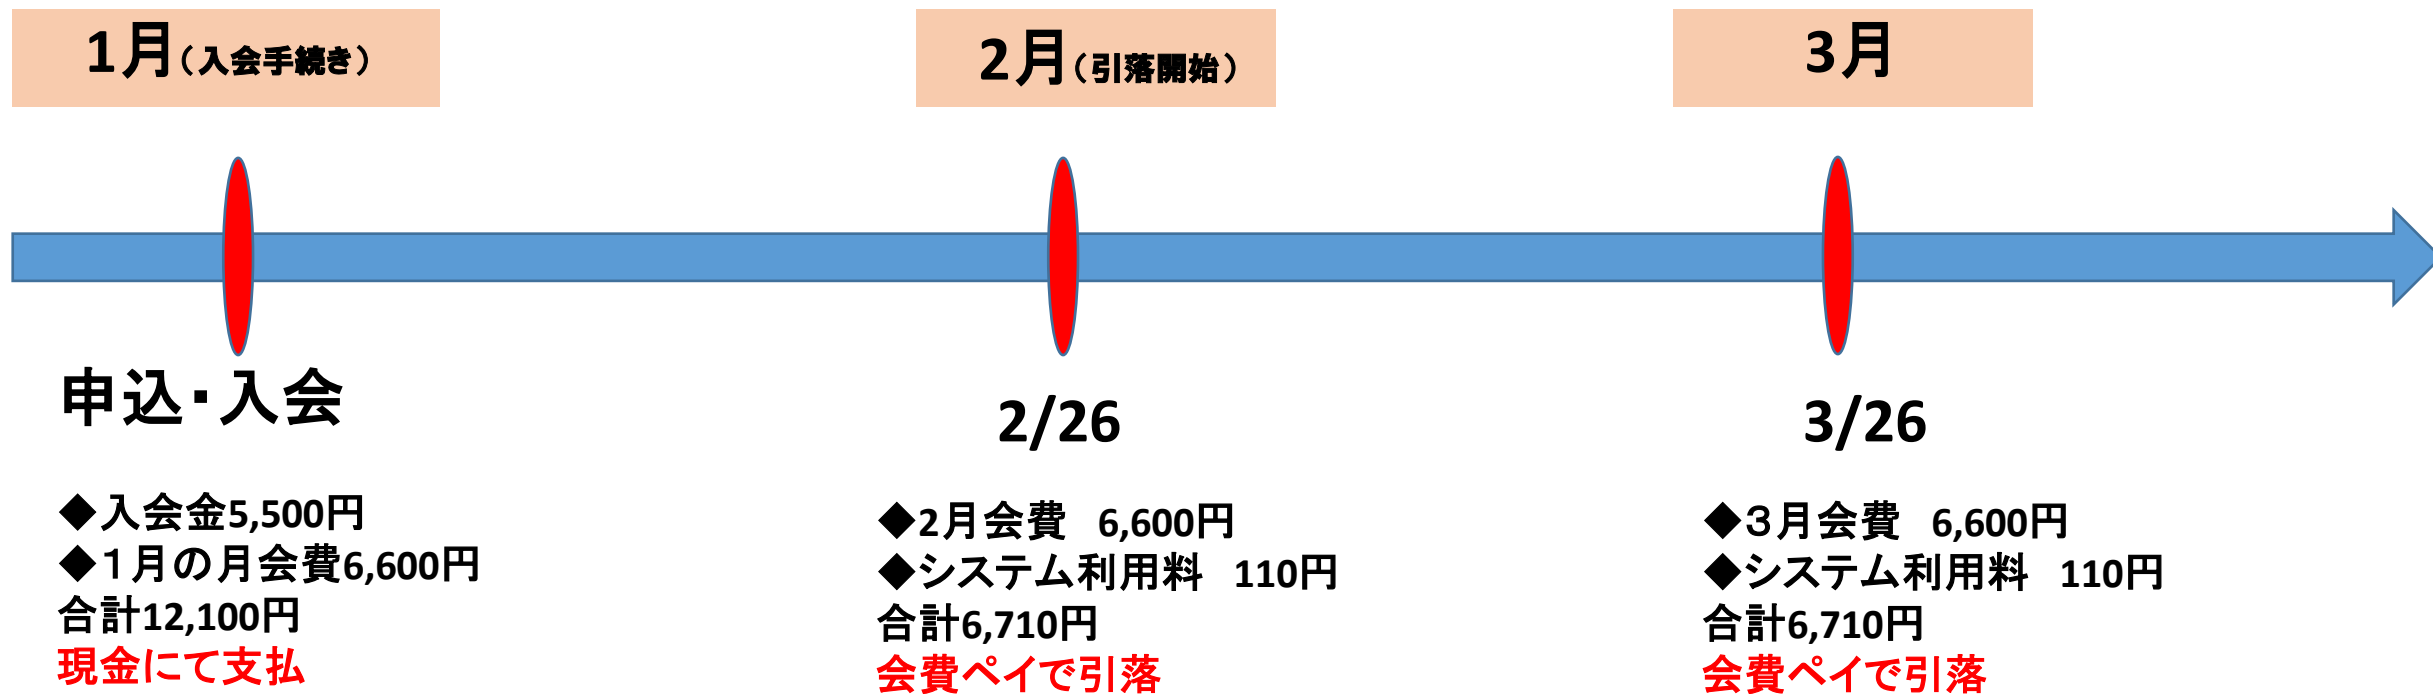 1月（入会手続き）
2月（引落開始）
3月
申込・入会
◆入会金5,500円
◆１月の月会費6,600円
合計12,100円
現金にて支払
2/26
◆2月会費　6,600円
◆システム利用料　110円
合計6,710円
会費ペイで引落
3/26
◆３月会費　6,600円
◆システム利用料　110円
合計6,710円
会費ペイで引落